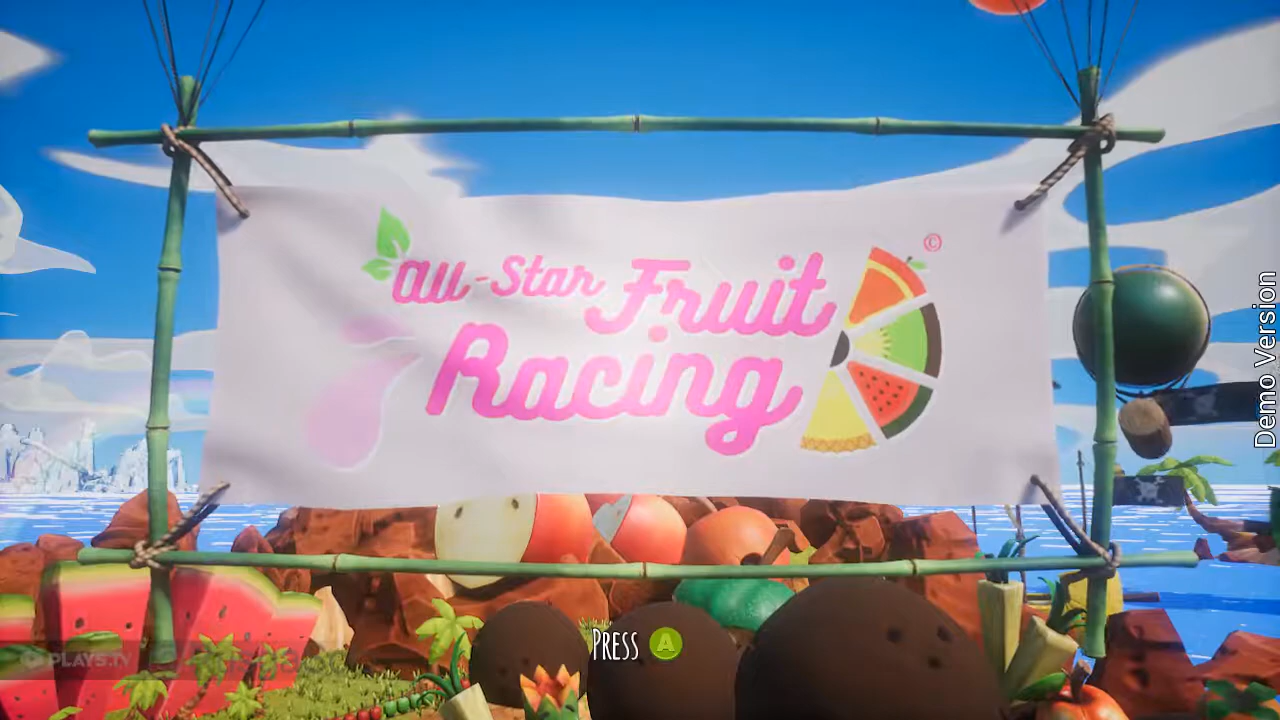 All-Star Fruit
Racing
©
Demo Version
Press A
PLAYS.TV